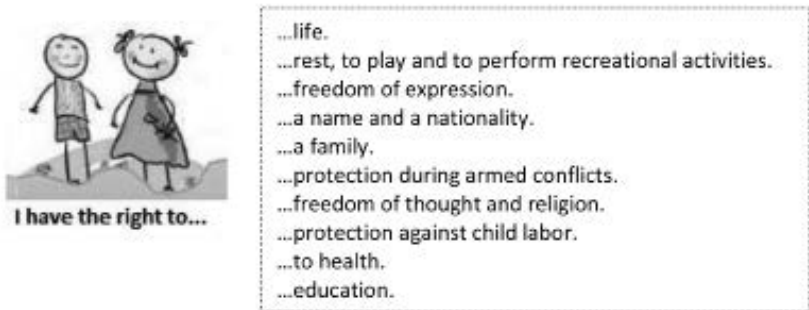 I have the right to...
...life.
...rest, to play and to perform recreational activities.
...freedom of expression.
...a name and a nationality.
...a family.
...protection during armed conflicts.
...freedom of thought and religion.
...protection against child labor.
...to health.
...education.